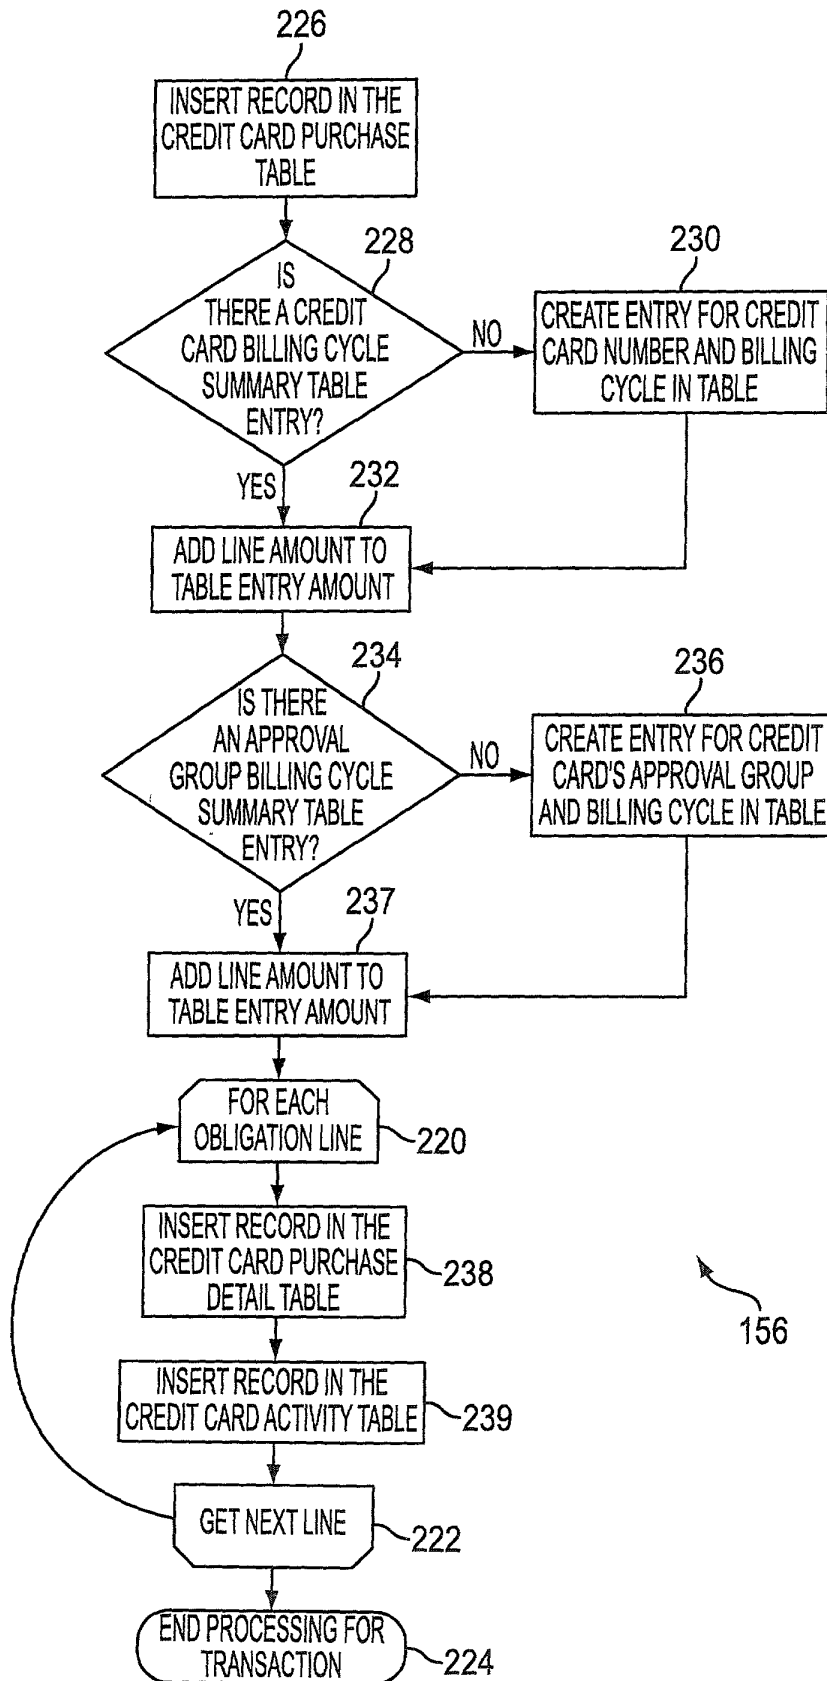 226
INSERT RECORD IN THE
CREDIT CARD PURCHASE
TABLE
228
IS
THERE A CREDIT
CARD BILLING CYCLE
SUMMARY TABLE
ENTRY?
NO
230
CREATE ENTRY FOR CREDIT
CARD NUMBER AND BILLING
CYCLE IN TABLE
YES
232
ADD LINE AMOUNT TO
TABLE ENTRY AMOUNT
234
IS THERE
AN APPROVAL
GROUP BILLING CYCLE
SUMMARY TABLE
ENTRY?
NO
236
CREATE ENTRY FOR CREDIT
CARD'S APPROVAL GROUP
AND BILLING CYCLE IN TABLE
YES
237
ADD LINE AMOUNT TO
TABLE ENTRY AMOUNT
FOR EACH
OBLIGATION LINE
220
INSERT RECORD IN THE
CREDIT CARD PURCHASE
DETAIL TABLE
238
156
INSERT RECORD IN THE
CREDIT CARD ACTIVITY TABLE
239
GET NEXT LINE
222
END PROCESSING FOR
TRANSACTION
224